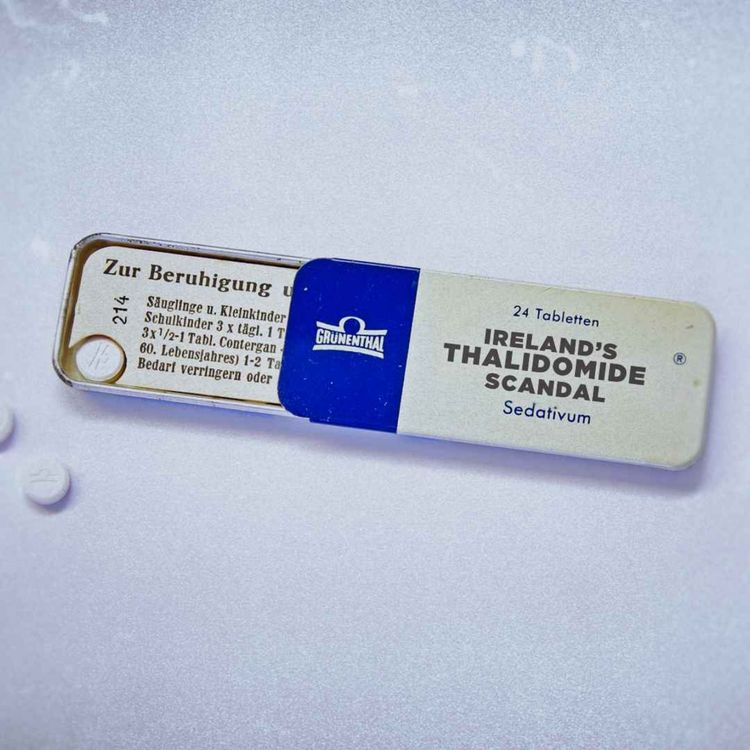 Zur Beruhigung u
214
Säuglinge u. Kleinkinder
Schulkinder 3 x tägl. 1 T
3x1/2-1 Tabl. Contergan -
60. Lebensjahres) 1-2 Ta
Bedarf verringern oder
GRÜNENTHAL
24 Tabletten
IRELAND'S
THALIDOMIDE
SCANDAL
®
Sedativum